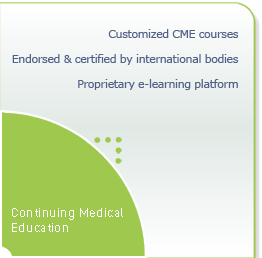 Customized CME courses
Endorsed & certified by international bodies
Proprietary e-learning platform
Continuing Medical
Education